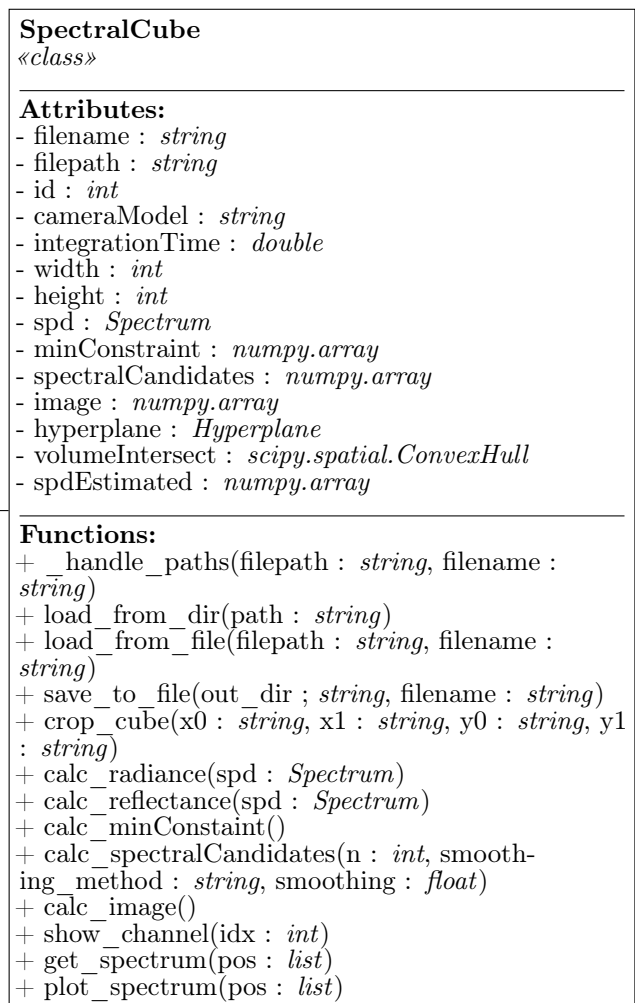 SpectralCube
«class»
Attributes:
- filename : string
- filepath : string
- id : int
- cameraModel : string
- integrationTime : double
- width : int
- height : int
- spd : Spectrum
- minConstraint : numpy.array
- spectralCandidates : numpy.array
- image : numpy.array
- hyperplane : Hyperplane
- volumeIntersect : scipy.spatial.ConvexHull
- spdEstimated : numpy.array
Functions:
+ _handle_paths(filepath : string, filename :
string)
+ load_from_dir(path : string)
+ load_from_file(filepath : string, filename :
string)
+ save_to_file(out_dir ; string, filename : string)
+ crop_cube(x0 : string, x1 : string, y0 : string, y1
: string)
+ calc_radiance(spd : Spectrum)
+ calc_reflectance(spd : Spectrum)
+ calc_minConstaint()
+ calc_spectralCandidates(n : int, smooth-
ing_method : string, smoothing : float)
+ calc_image()
+ show_channel(idx : int)
+ get_spectrum(pos : list)
+ plot_spectrum(pos : list)